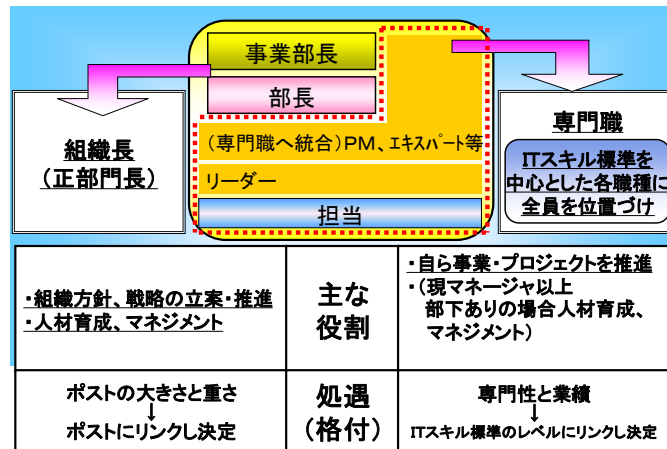 事業部長
部長
(専門職へ統合)PM、エキスパート等
リーダー
担当
組織長
(正部門長)
専門職
ITスキル標準を
中心とした各職種に
全員を位置づけ
・組織方針、戦略の立案・推進
・人材育成、マネジメント
主な
役割
・自ら事業・プロジェクトを推進
・(現マネージャ以上
部下ありの場合人材育成、
マネジメント)
ポストの大きさと重さ
↓
ポストにリンクし決定
処遇
(格付)
専門性と業績
↓
ITスキル標準のレベルにリンクし決定